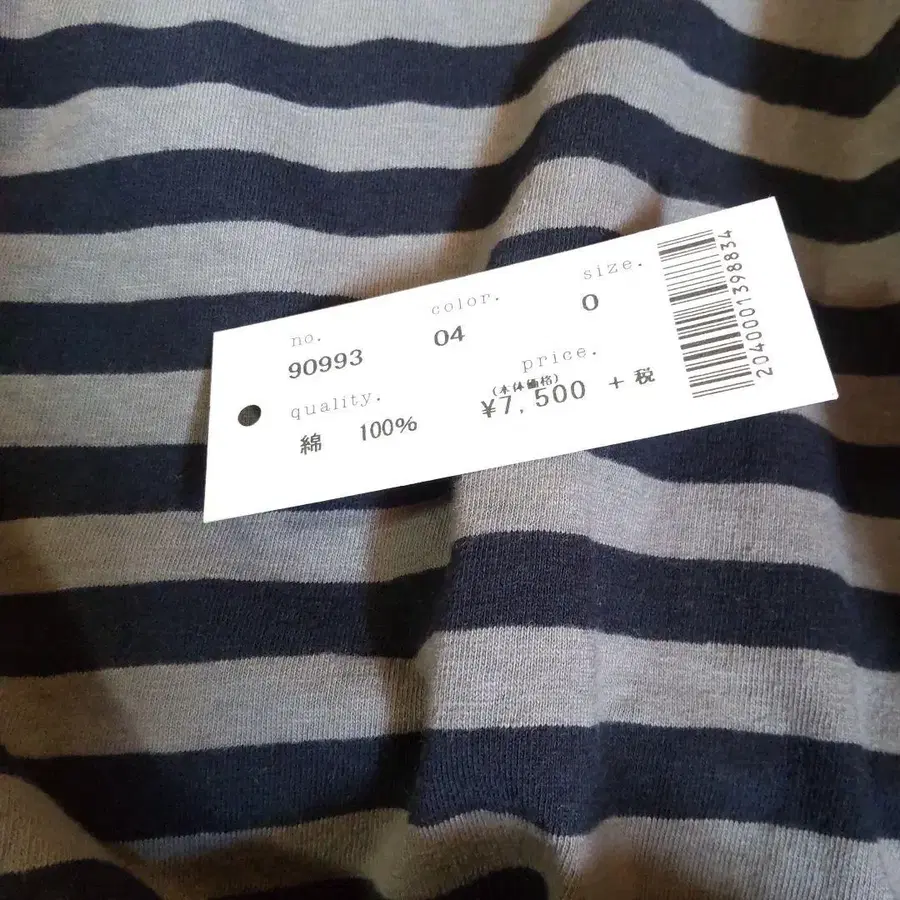 no.
90993
color.
04
size.
0
quality.
綿 100%
price.
(本体価格)
¥7,500 + 税
2040001398834